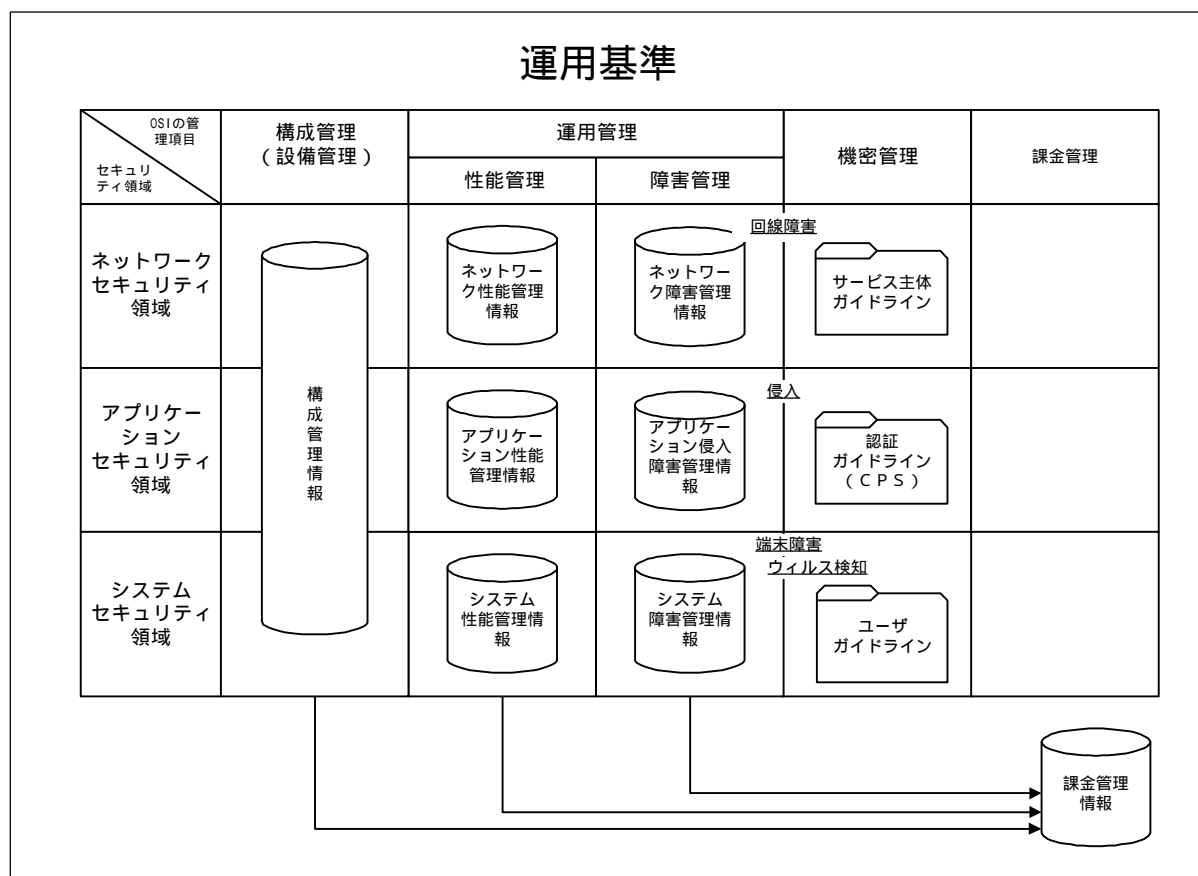 運用基準
OSIの管
理項目
セキュリ
ティ領域
構成管理
(設備管理)
運用管理
性能管理
障害管理
機密管理
課金管理
ネットワーク
セキュリティ
領域
ネットワー
ク性能管理
情報
ネットワー
ク障害管理
情報
回線障害
サービス主体
ガイドライン
構
成
管
理
情
報
アプリケー
ション
セキュリティ
領域
アプリケー
ション性能
管理情報
アプリケー
ション侵入
障害管理情
報
侵入
認証
ガイドライン
(CPS)
システム
セキュリティ
領域
システム
性能管理情
報
システム
障害管理情
報
端末障害
ウィルス検知
ユーザ
ガイドライン
課金管理
情報